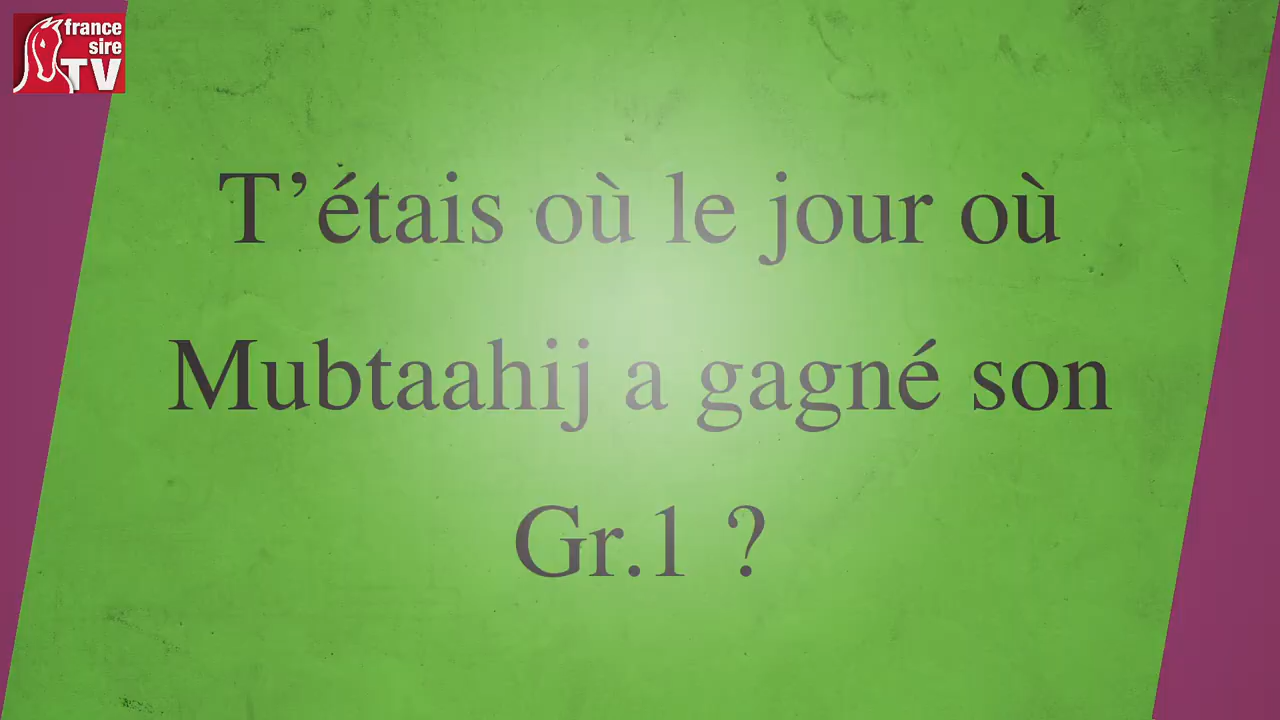 france
sire
TV
T’étais où le jour où
Mubtaahij a gagné son
Gr.1 ?